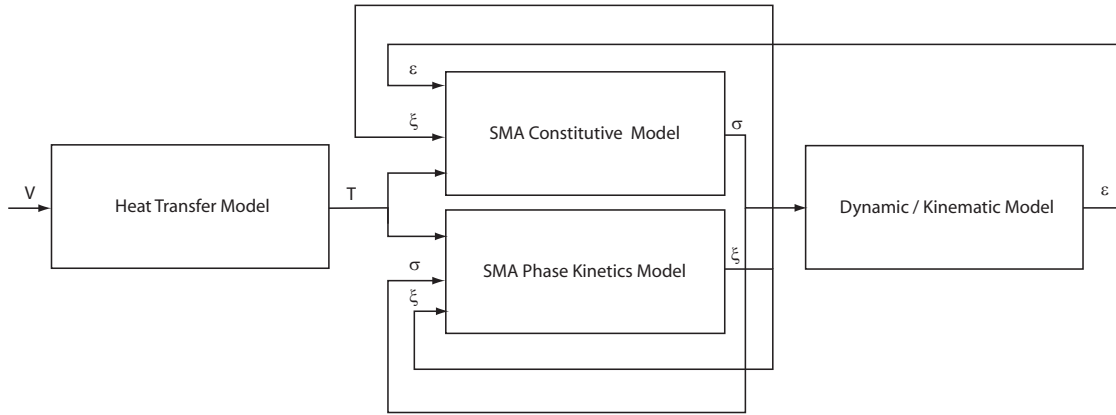 ε
ξ
SMA Constitutive Model
σ
V
Heat Transfer Model
T
Dynamic / Kinematic Model
ε
σ
ξ
SMA Phase Kinetics Model
ξ